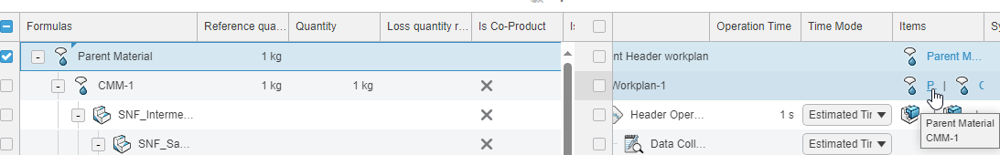 Formulas Reference qua... Quantity Loss quantity r... Is Co-Product Operation Time Time Mode Items Sy
Parent Material 1 kg nt Header workplan Parent M...
CMM-1 1 kg 1 kg Workplan-1 P. | C
SNF_Interme... Header Oper... 1 s Estimated Tir
Parent Material
CMM-1
SNF_Sa... Data Coll... Estimated Tir